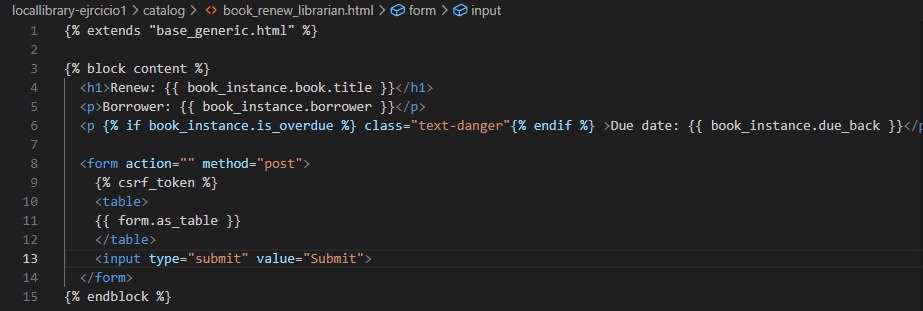 locallibrary-ejrcicio1 > catalog > <> book_renew_librarian.html > form > input
1 {% extends "base_generic.html" %}
2
3 {% block content %}
4 <h1>Renew: {{ book_instance.book.title }}</h1>
5 <p>Borrower: {{ book_instance.borrower }}</p>
6 <p {% if book_instance.is_overdue %} class="text-danger"{% endif %} >Due date: {{ book_instance.due_back }}</p
7
8 <form action="" method="post">
9 {% csrf_token %}
10 <table>
11 {{ form.as_table }}
12 </table>
13 <input type="submit" value="Submit">
14 </form>
15 {% endblock %}